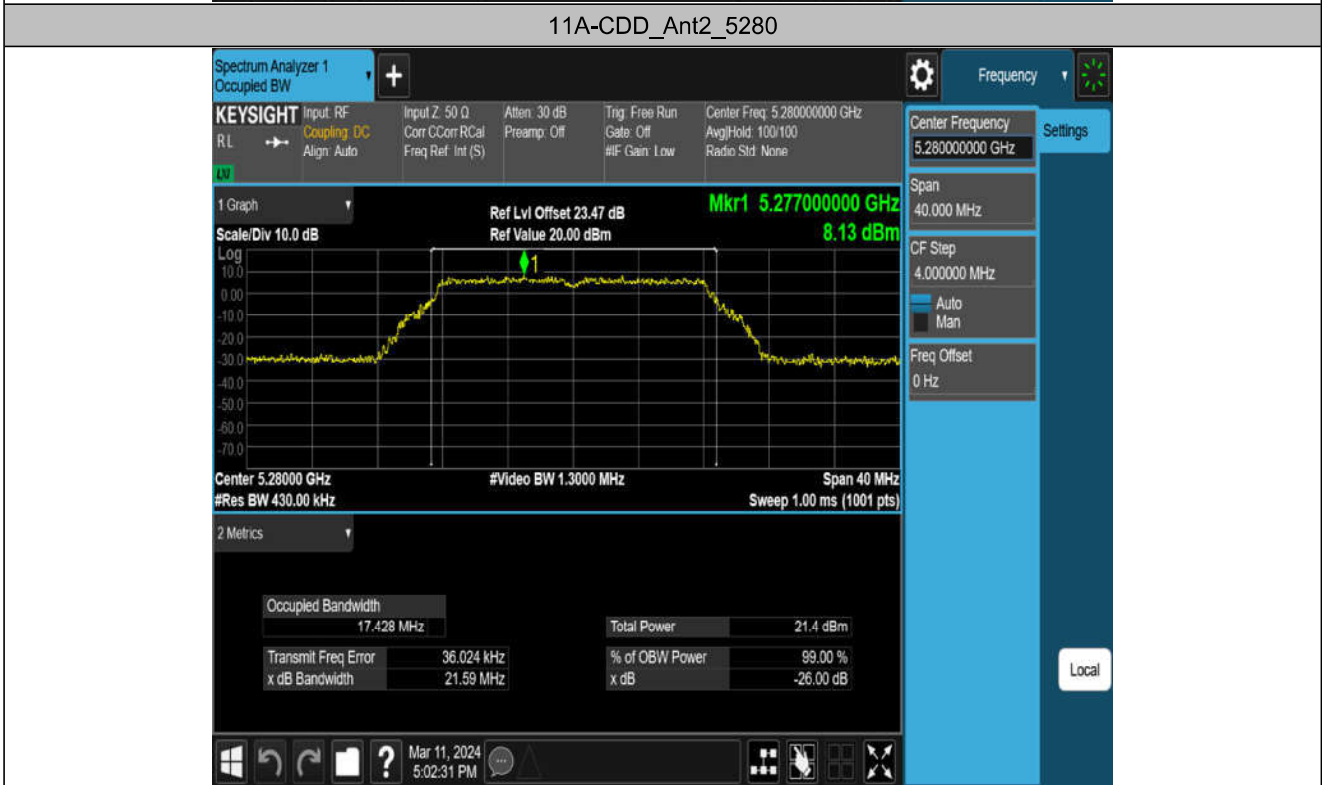 11A-CDD_Ant2_5280
Spectrum Analyzer 1
Occupied BW
Frequency
KEYSIGHT
R L
Input: RF
Coupling: DC
Align: Auto
Input Z: 50 Ω
Corr CCorr RCal
Freq Ref: Int (S)
Atten: 30 dB
Preamp: Off
Trig: Free Run
Gate: Off
#IF Gain: Low
Center Freq: 5.280000000 GHz
Avg|Hold: 100/100
Radio Std: None
Center Frequency
5.280000000 GHz
Settings
Span
40.000 MHz
CF Step
4.000000 MHz
Auto
Man
Freq Offset
0 Hz
Local
1 Graph
Scale/Div 10.0 dB
Ref Lvl Offset 23.47 dB
Ref Value 20.00 dBm
Mkr1 5.277000000 GHz
8.13 dBm
Log
10.0
0.00
-10.0
-20.0
-30.0
-40.0
-50.0
-60.0
-70.0
1
Center 5.28000 GHz
#Video BW 1.3000 MHz
Span 40 MHz
#Res BW 430.00 kHz
Sweep 1.00 ms (1001 pts)
2 Metrics
Occupied Bandwidth
17.428 MHz
Total Power 21.4 dBm
Transmit Freq Error 36.024 kHz
% of OBW Power 99.00 %
x dB Bandwidth 21.59 MHz
x dB -26.00 dB
?
Mar 11, 2024
5:02:31 PM